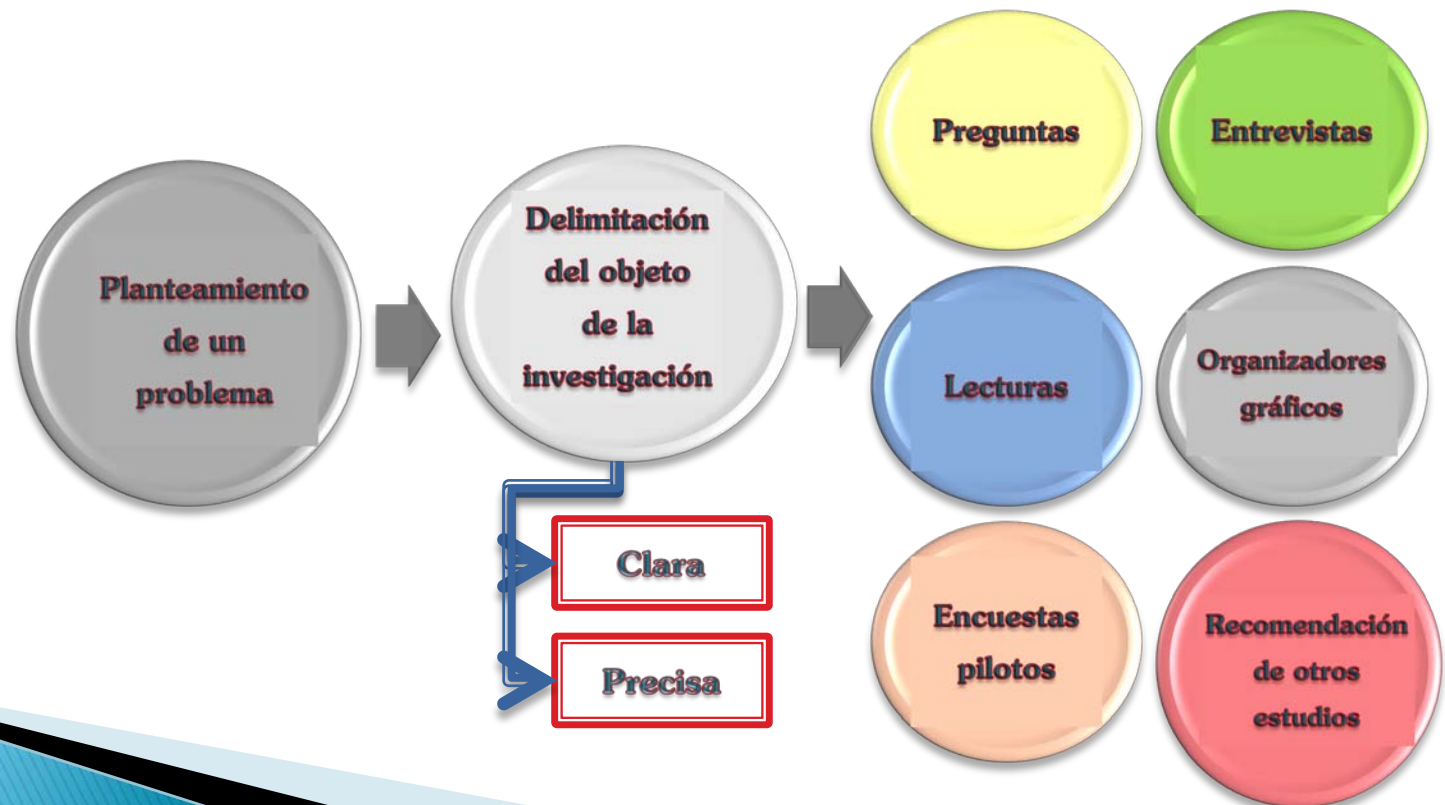 Planteamiento
de un
problema
Delimitación
del objeto
de la
investigación
Clara
Precisa
Preguntas
Entrevistas
Lecturas
Organizadores
gráficos
Encuestas
pilotos
Recomendación
de otros
estudios